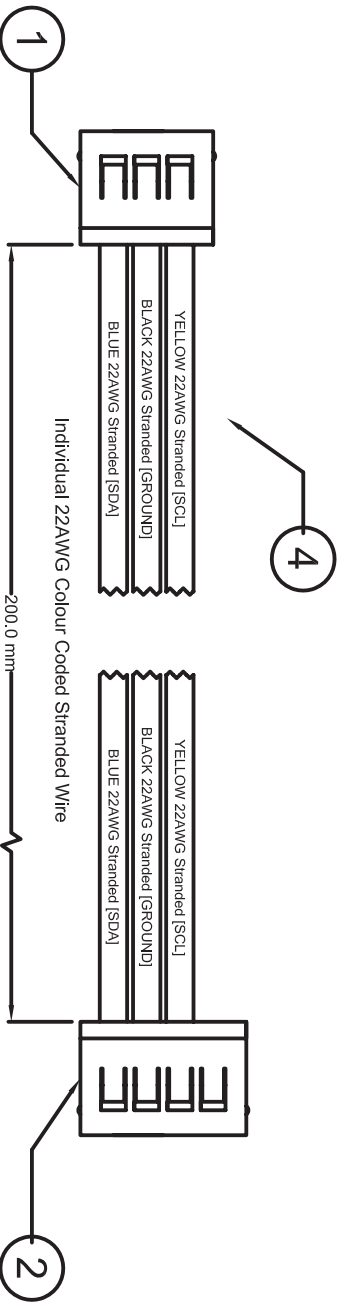 1
4
2
YELLOW 22AWG Stranded [SCL]
YELLOW 22AWG Stranded [SCL]
BLACK 22AWG Stranded [GROUND]
BLACK 22AWG Stranded [GROUND]
BLUE 22AWG Stranded [SDA]
BLUE 22AWG Stranded [SDA]
Individual 22AWG Colour Coded Stranded Wire
200.0 mm